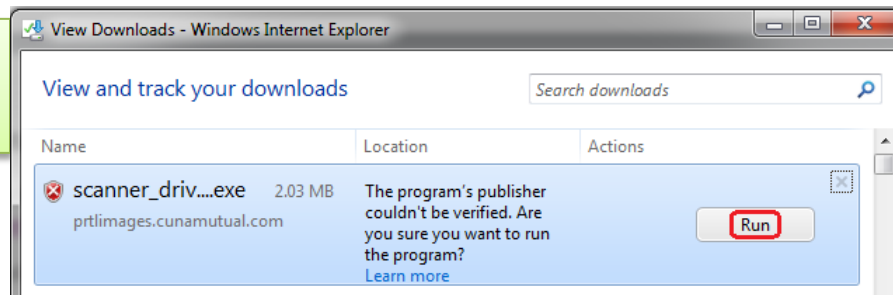 View Downloads - Windows Internet Explorer
View and track your downloads
Search downloads
Name Location Actions
scanner_driv....exe 2.03 MB
prtlimages.cunamutual.com
The program's publisher
couldn't be verified. Are
you sure you want to run
the program?
Learn more
Run